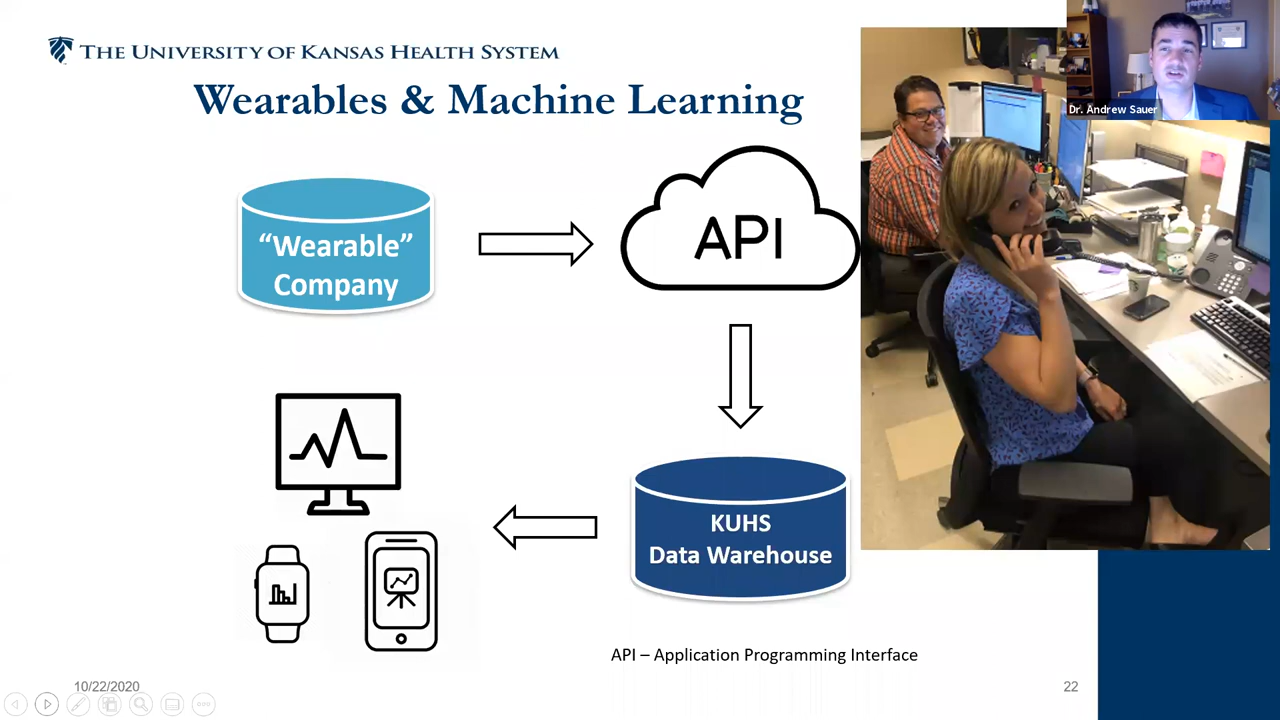 THE UNIVERSITY OF KANSAS HEALTH SYSTEM
Wearables & Machine Learning
Dr. Andrew Sauer
“Wearable”
Company
API
KUHS
Data Warehouse
API – Application Programming Interface
10/22/2020
22